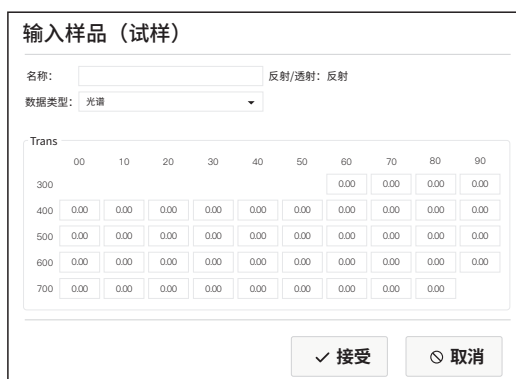 输入样品（试样）
名称： 反射/透射：反射
数据类型： 光谱
Trans
00 10 20 30 40 50 60 70 80 90
300 0.00 0.00 0.00 0.00
400 0.00 0.00 0.00 0.00 0.00 0.00 0.00 0.00 0.00 0.00
500 0.00 0.00 0.00 0.00 0.00 0.00 0.00 0.00 0.00 0.00
600 0.00 0.00 0.00 0.00 0.00 0.00 0.00 0.00 0.00 0.00
700 0.00 0.00 0.00 0.00 0.00 0.00 0.00 0.00 0.00
接受 取消